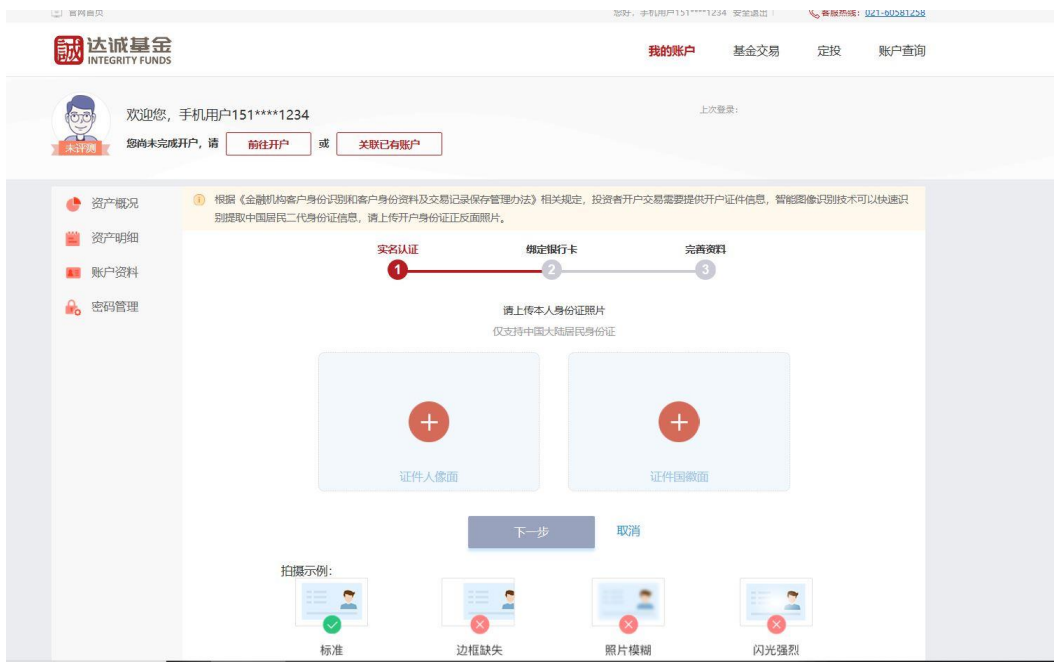 官网首页
您好，手机用户151****1234 安全退出
客服热线：021-60581258
誠 达诚基金
INTEGRITY FUNDS
我的账户 基金交易 定投 账户查询
欢迎您，手机用户151****1234
上次登录：
您尚未完成开户，请 前往开户 或 关联已有账户
未评测
资产概况
资产明细
账户资料
密码管理
根据《金融机构客户身份识别和客户身份资料及交易记录保存管理办法》相关规定，投资者开户交易需要提供开户证件信息，智能图像识别技术可以快速识
别提取中国居民二代身份证信息，请上传开户身份证正反面照片。
实名认证 绑定银行卡 完善资料
1 2 3
请上传本人身份证照片
仅支持中国大陆居民身份证
证件人像面 证件国徽面
下一步 取消
拍摄示例：
标准 边框缺失 照片模糊 闪光强烈